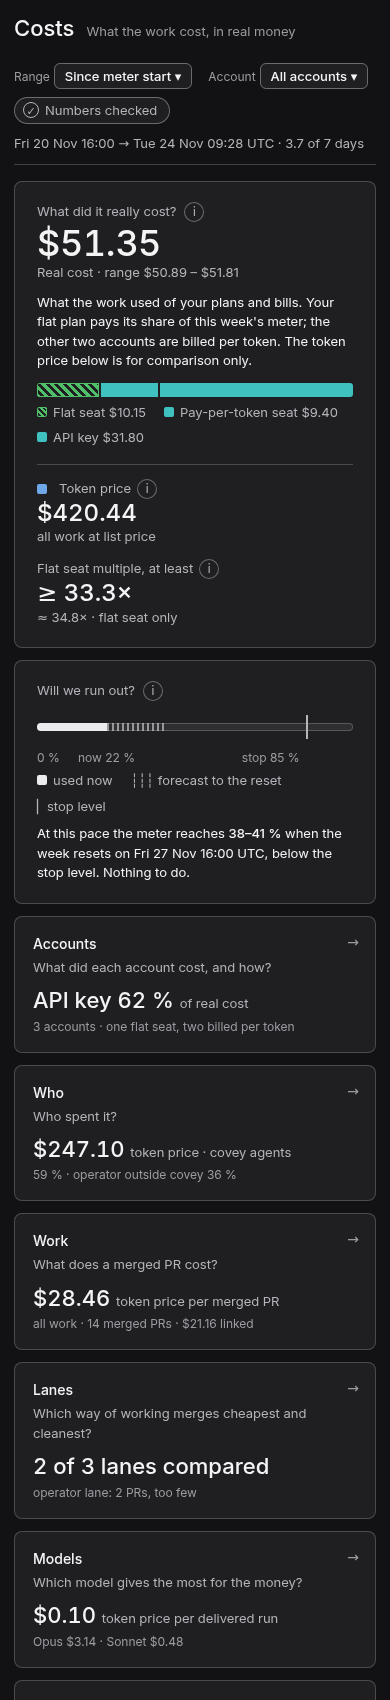 Costs What the work cost, in real money
Range Since meter start ▾ Account All accounts ▾
✓ Numbers checked
Fri 20 Nov 16:00 → Tue 24 Nov 09:28 UTC · 3.7 of 7 days
What did it really cost? i
$51.35
Real cost · range $50.89 – $51.81
What the work used of your plans and bills. Your
flat plan pays its share of this week's meter; the
other two accounts are billed per token. The token
price below is for comparison only.
Flat seat $10.15 Pay-per-token seat $9.40
API key $31.80
Token price i
$420.44
all work at list price
Flat seat multiple, at least i
≥ 33.3×
≈ 34.8× · flat seat only
Will we run out? i
0 % now 22 % stop 85 %
used now forecast to the reset
stop level
At this pace the meter reaches 38–41 % when the
week resets on Fri 27 Nov 16:00 UTC, below the
stop level. Nothing to do.
Accounts →
What did each account cost, and how?
API key 62 % of real cost
3 accounts · one flat seat, two billed per token
Who →
Who spent it?
$247.10 token price · covey agents
59 % · operator outside covey 36 %
Work →
What does a merged PR cost?
$28.46 token price per merged PR
all work · 14 merged PRs · $21.16 linked
Lanes →
Which way of working merges cheapest and
cleanest?
2 of 3 lanes compared
operator lane: 2 PRs, too few
Models →
Which model gives the most for the money?
$0.10 token price per delivered run
Opus $3.14 · Sonnet $0.48